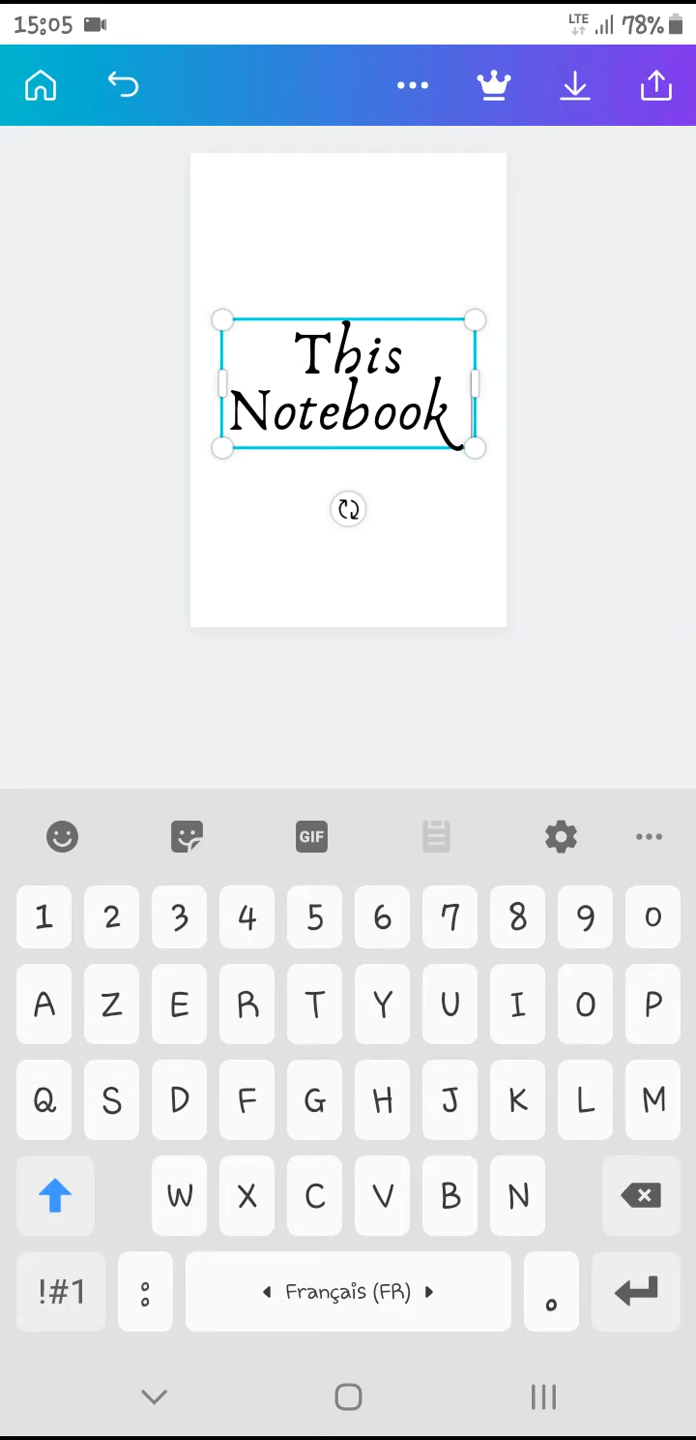 15:05
LTE
78%
This
Notebook
GIF
1 2 3 4 5 6 7 8 9 0
A Z E R T Y U I O P
Q S D F G H J K L M
W X C V B N
!#1 : Français (FR) .